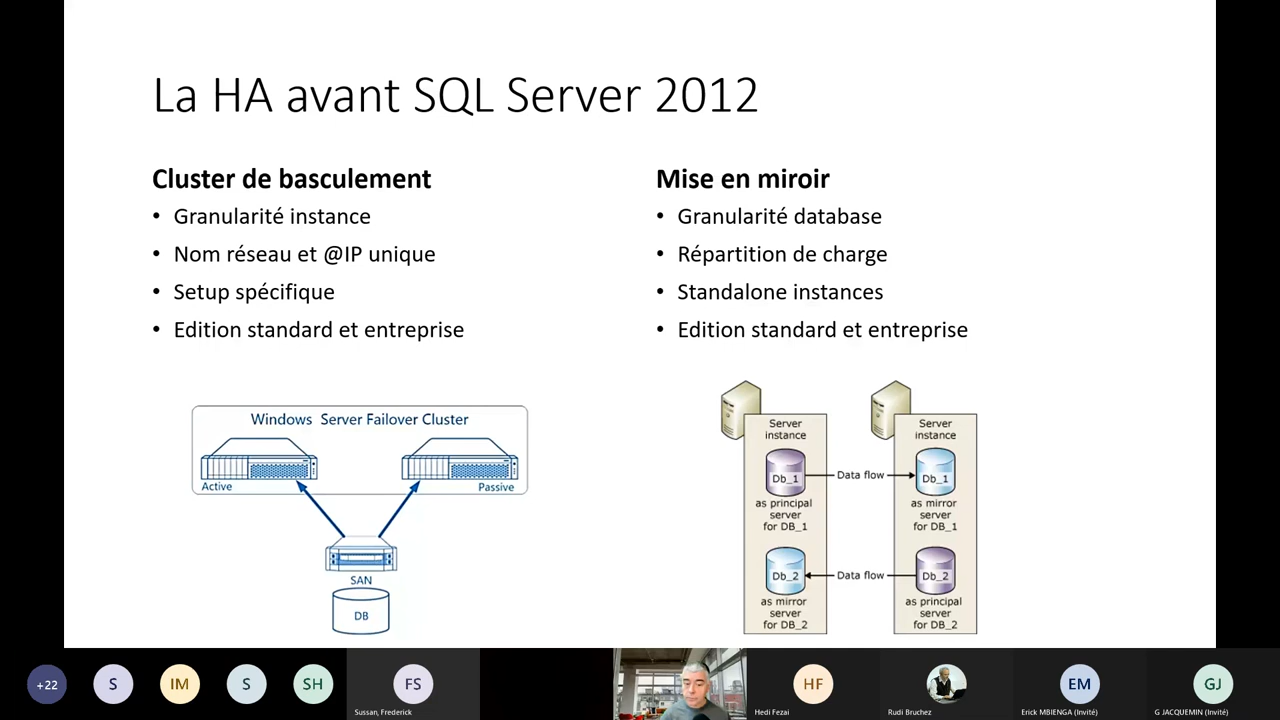 La HA avant SQL Server 2012
Cluster de basculement
• Granularité instance
• Nom réseau et @IP unique
• Setup spécifique
• Edition standard et entreprise
Mise en miroir
• Granularité database
• Répartition de charge
• Standalone instances
• Edition standard et entreprise
Windows Server Failover Cluster
Active
Passive
SAN
DB
Server
instance
Server
instance
Db_1
Data flow
Db_1
as principal
server
for DB_1
as mirror
server
for DB_1
Db_2
Data flow
Db_2
as mirror
server
for DB_2
as principal
server
for DB_2
+22
S
IM
S
SH
FS
Sussan, Frederick
HF
Hedi Fezai
Rudi Bruchez
EM
Erick MBIENGA (Invité)
GJ
G JACQUEMIN (Invité)